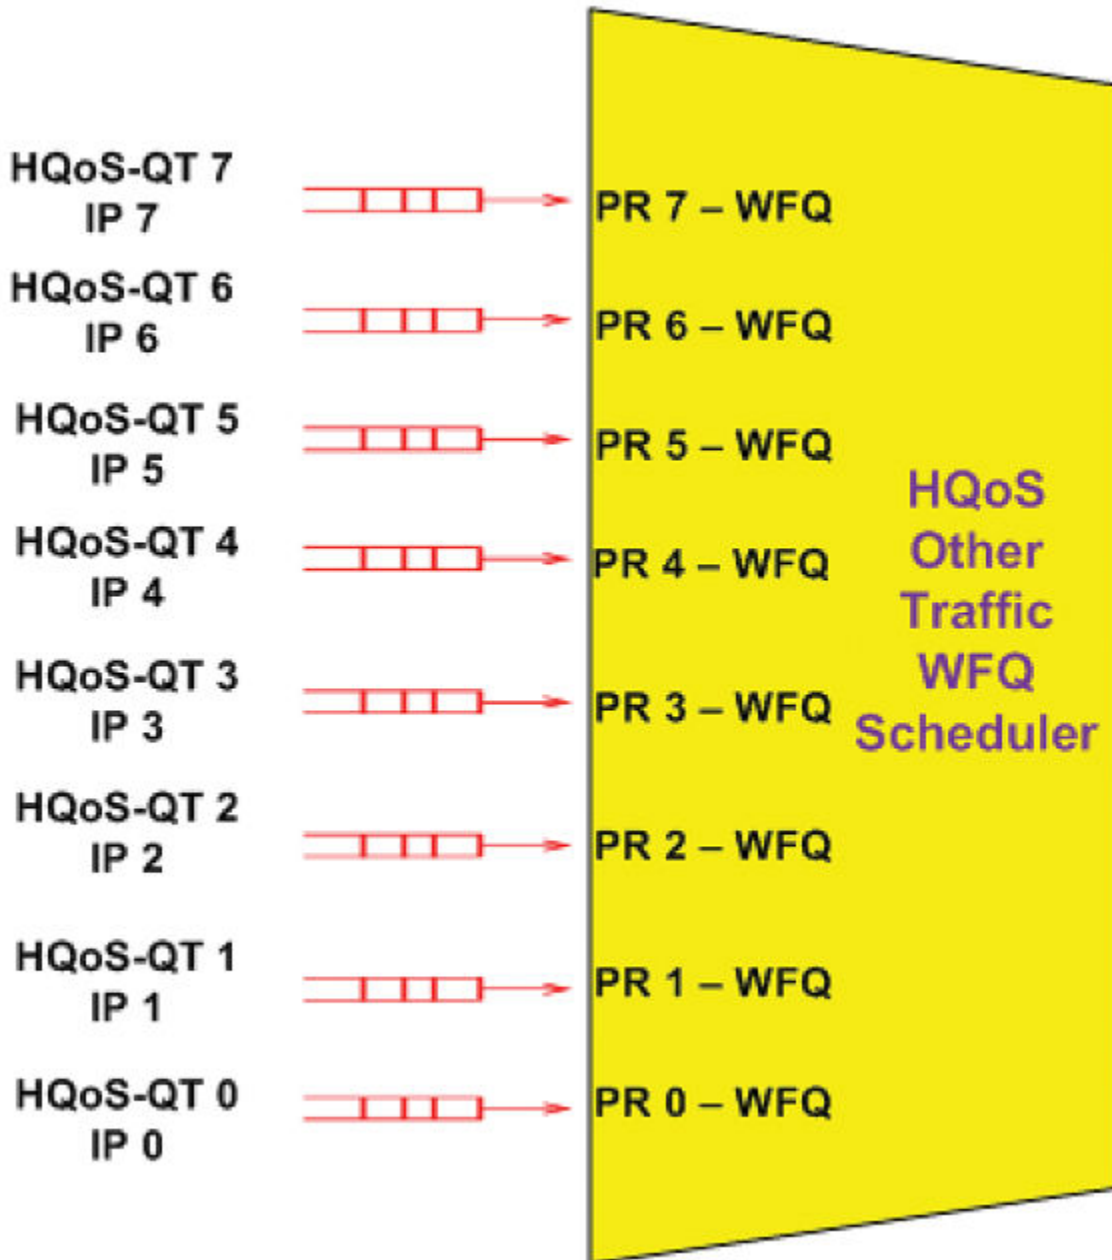 HQoS-QT 7
IP 7
PR 7 – WFQ
HQoS-QT 6
IP 6
PR 6 – WFQ
HQoS-QT 5
IP 5
PR 5 – WFQ
HQoS-QT 4
IP 4
PR 4 – WFQ
HQoS-QT 3
IP 3
PR 3 – WFQ
HQoS-QT 2
IP 2
PR 2 – WFQ
HQoS-QT 1
IP 1
PR 1 – WFQ
HQoS-QT 0
IP 0
PR 0 – WFQ
HQoS
Other
Traffic
WFQ
Scheduler